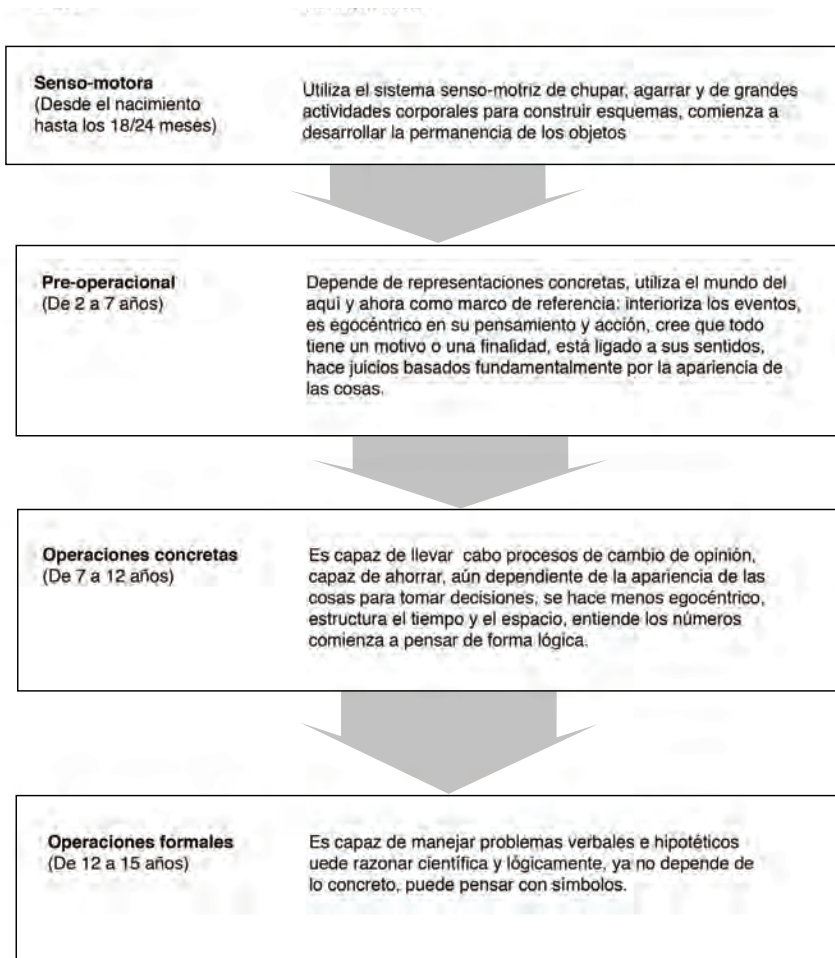 Senso-motora
(Desde el nacimiento
hasta los 18/24 meses)
Utiliza el sistema senso-motriz de chupar, agarrar y de grandes
actividades corporales para construir esquemas, comienza a
desarrollar la permanencia de los objetos
Pre-operacional
(De 2 a 7 años)
Depende de representaciones concretas, utiliza el mundo del
aquí y ahora como marco de referencia: interioriza los eventos,
es egocéntrico en su pensamiento y acción, cree que todo
tiene un motivo o una finalidad, está ligado a sus sentidos,
hace juicios basados fundamentalmente por la apariencia de
las cosas.
Operaciones concretas
(De 7 a 12 años)
Es capaz de llevar cabo procesos de cambio de opinión,
capaz de ahorrar, aún dependiente de la apariencia de las
cosas para tomar decisiones, se hace menos egocéntrico,
estructura el tiempo y el espacio, entiende los números
comienza a pensar de forma lógica.
Operaciones formales
(De 12 a 15 años)
Es capaz de manejar problemas verbales e hipotéticos
uede razonar científica y lógicamente, ya no depende de
lo concreto, puede pensar con símbolos.